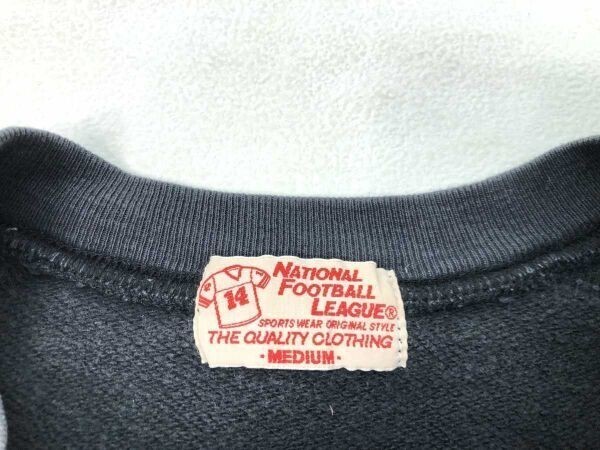 14
NATIONAL
FOOTBALL
LEAGUE®
SPORTS WEAR ORIGINAL STYLE
THE QUALITY CLOTHING
• MEDIUM •